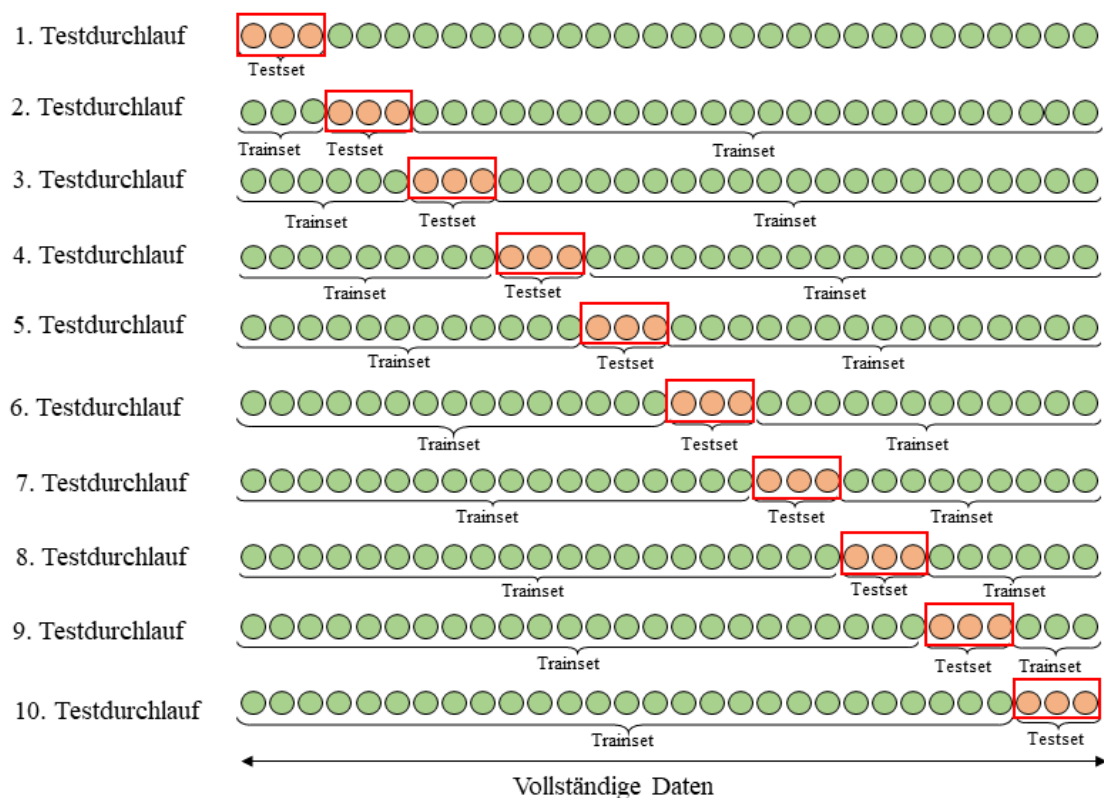 1. Testdurchlauf
Testset
2. Testdurchlauf
Trainset Testset Trainset
3. Testdurchlauf
Trainset Testset Trainset
4. Testdurchlauf
Trainset Testset Trainset
5. Testdurchlauf
Trainset Testset Trainset
6. Testdurchlauf
Trainset Testset Trainset
7. Testdurchlauf
Trainset Testset Trainset
8. Testdurchlauf
Trainset Testset Trainset
9. Testdurchlauf
Trainset Testset Trainset
10. Testdurchlauf
Trainset Testset
Vollständige Daten